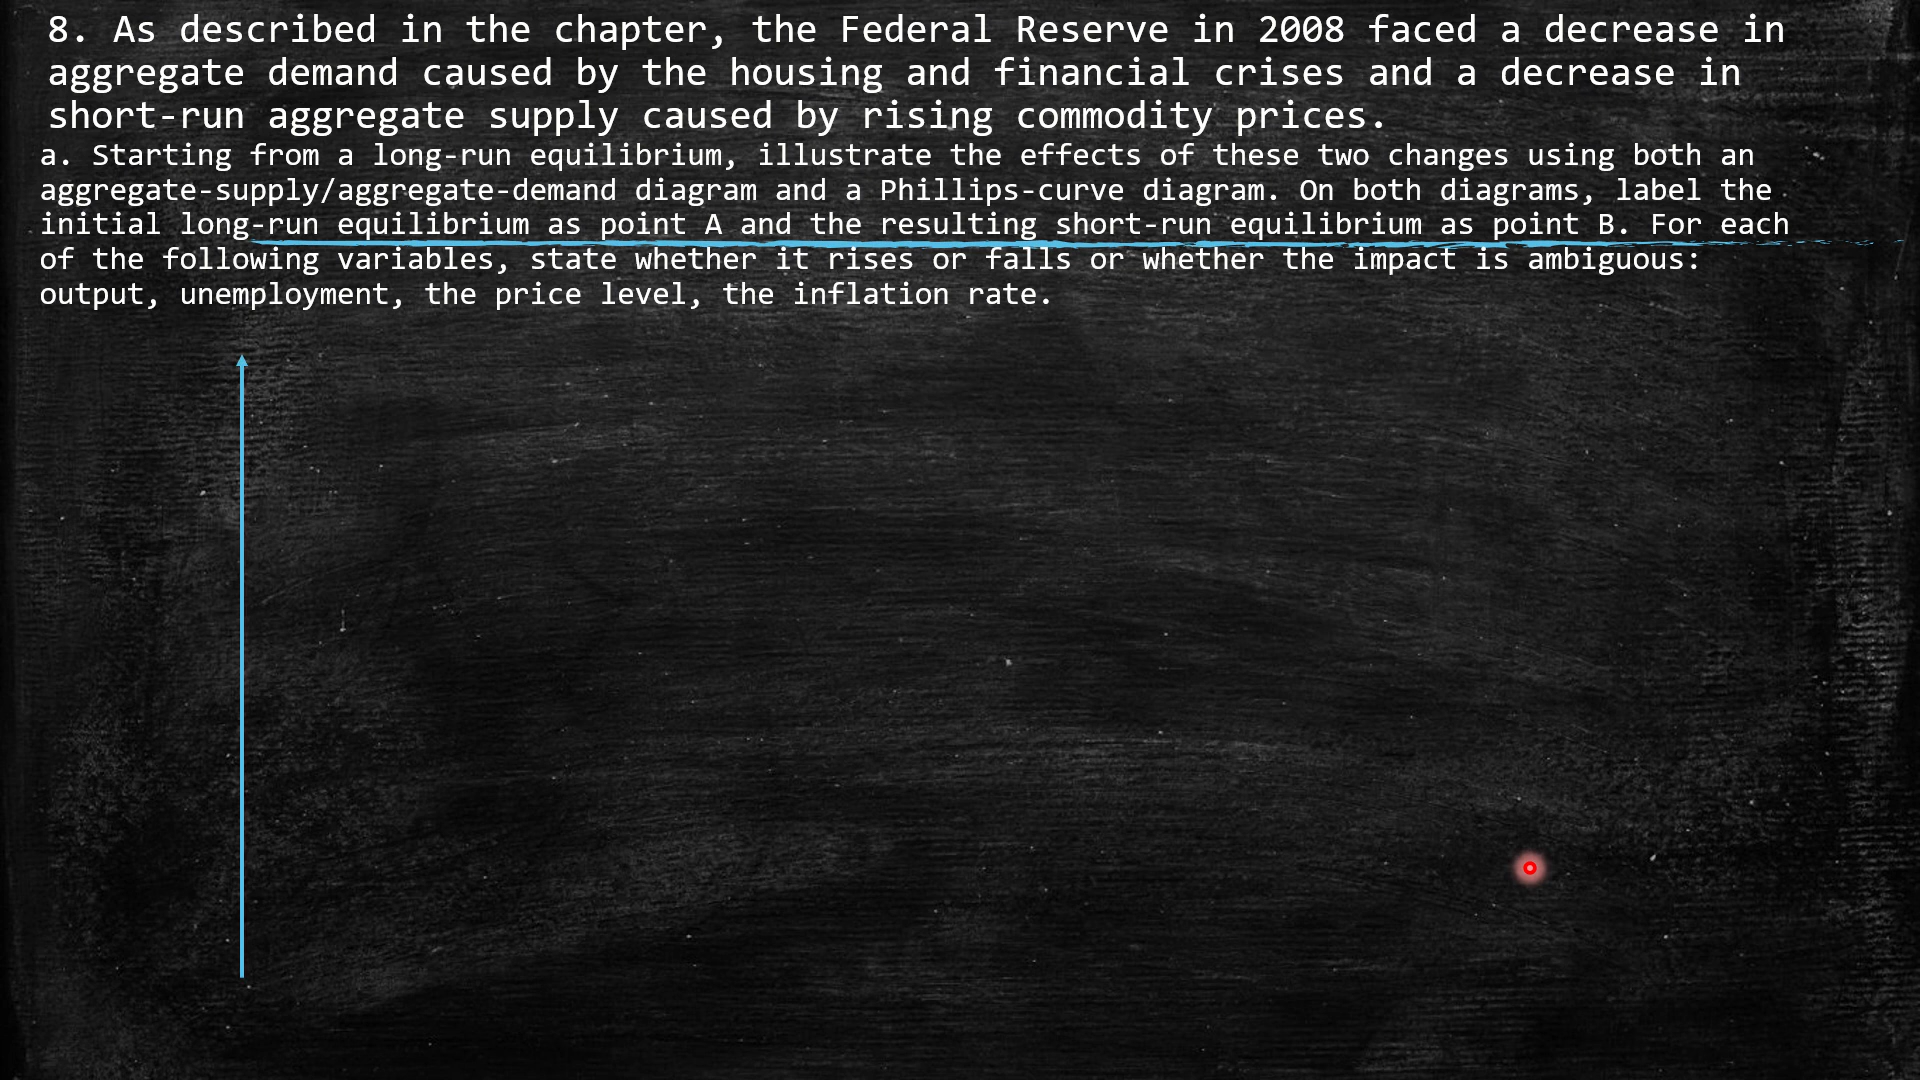 8. As described in the chapter, the Federal Reserve in 2008 faced a decrease in
aggregate demand caused by the housing and financial crises and a decrease in
short-run aggregate supply caused by rising commodity prices.
a. Starting from a long-run equilibrium, illustrate the effects of these two changes using both an
aggregate-supply/aggregate-demand diagram and a Phillips-curve diagram. On both diagrams, label the
initial long-run equilibrium as point A and the resulting short-run equilibrium as point B. For each
of the following variables, state whether it rises or falls or whether the impact is ambiguous:
output, unemployment, the price level, the inflation rate.